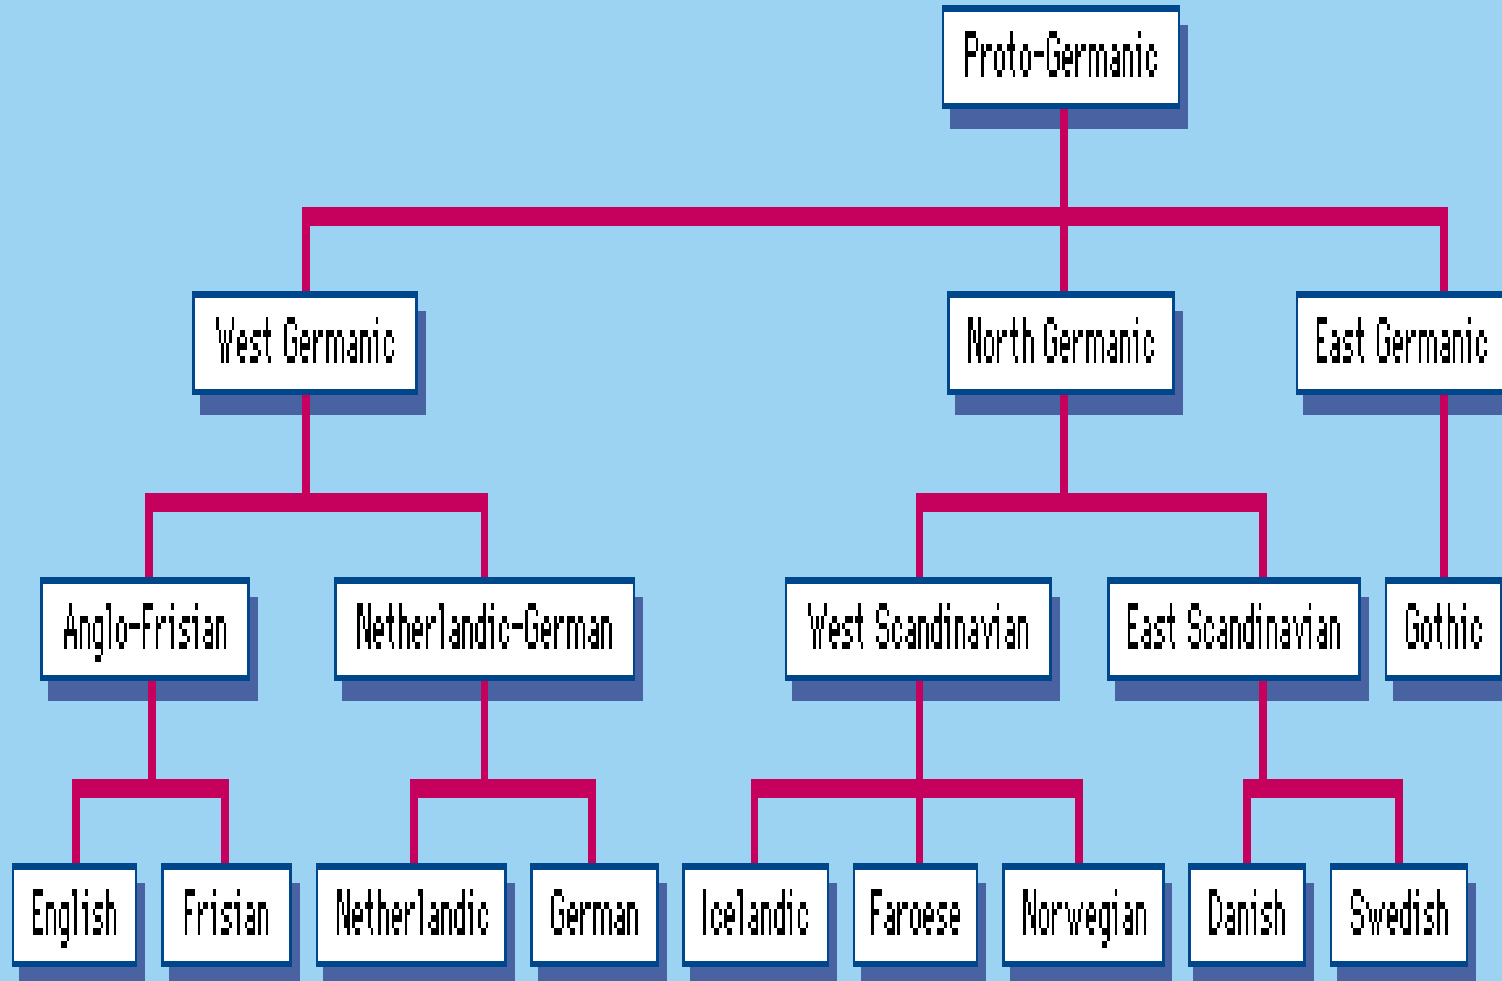 Proto-Germanic
West Germanic
North Germanic
East Germanic
Anglo-Frisian
Netherlandic-German
West Scandinavian
East Scandinavian
Gothic
English
Frisian
Netherlandic
German
Icelandic
Faroese
Norwegian
Danish
Swedish